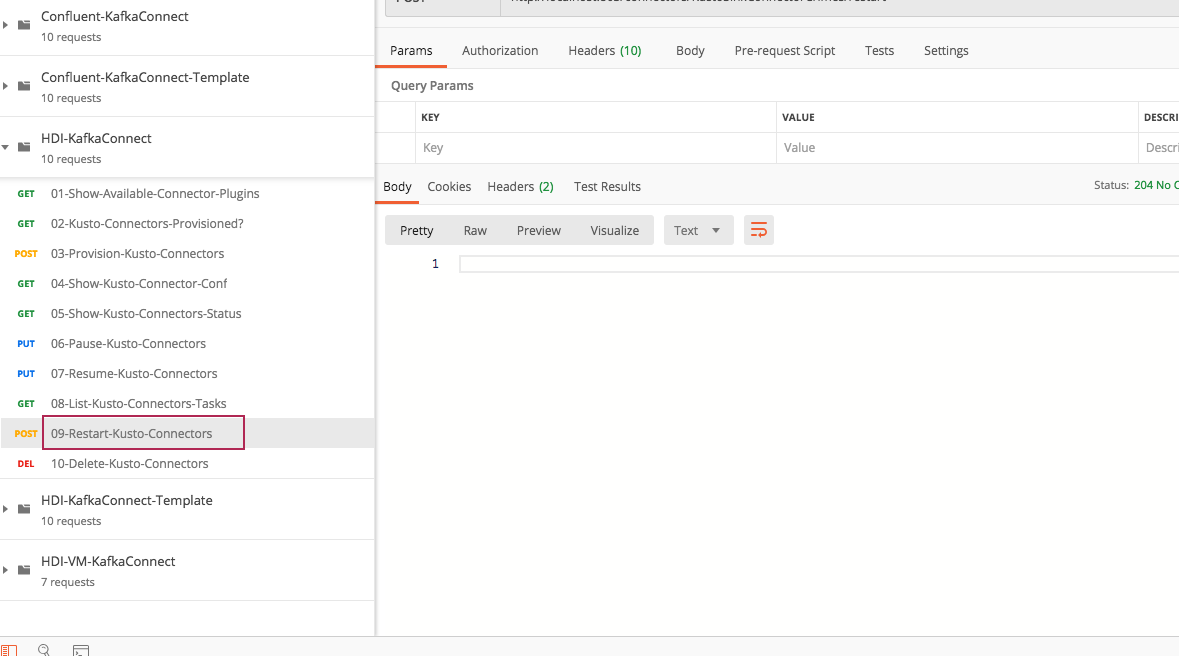 Confluent-KafkaConnect
10 requests
Confluent-KafkaConnect-Template
10 requests
HDI-KafkaConnect
10 requests
GET 01-Show-Available-Connector-Plugins
GET 02-Kusto-Connectors-Provisioned?
POST 03-Provision-Kusto-Connectors
GET 04-Show-Kusto-Connector-Conf
GET 05-Show-Kusto-Connectors-Status
PUT 06-Pause-Kusto-Connectors
PUT 07-Resume-Kusto-Connectors
GET 08-List-Kusto-Connectors-Tasks
POST 09-Restart-Kusto-Connectors
DEL 10-Delete-Kusto-Connectors
HDI-KafkaConnect-Template
10 requests
HDI-VM-KafkaConnect
7 requests
Params Authorization Headers (10) Body Pre-request Script Tests Settings
Query Params
KEY VALUE DESCRI
Key Value Descri
Body Cookies Headers (2) Test Results Status: 204 No C
Pretty Raw Preview Visualize Text
1